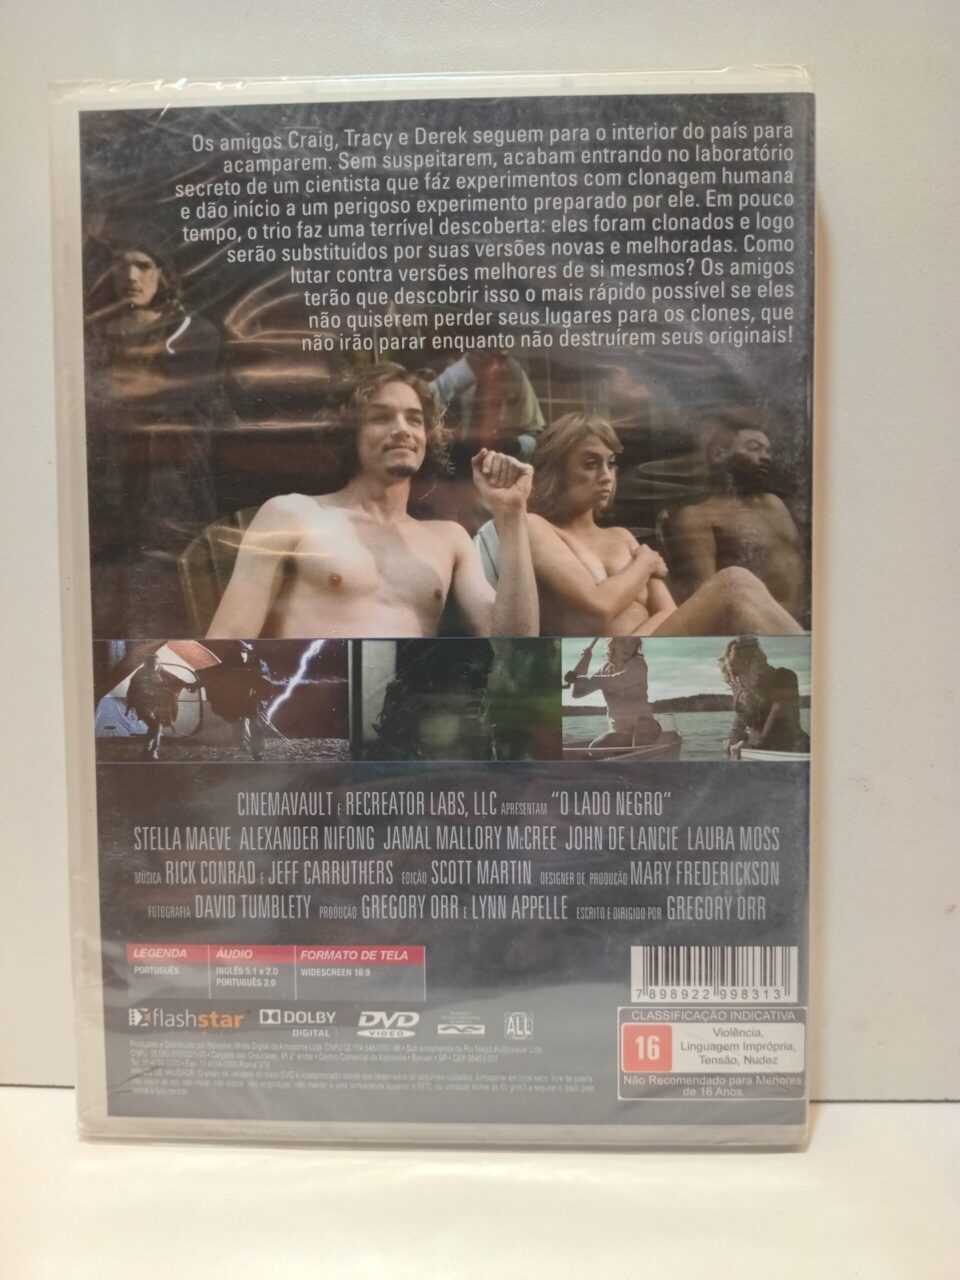 Os amigos Craig, Tracy e Derek seguem para o interior do país para
acamparem. Sem suspeitarem, acabam entrando no laboratório
secreto de um cientista que fáz experimentos com clonagem humana
e dão início a um perigoso experimento preparado por ele. Em pouco
tempo, o trio faz uma terrível descoberta: eles foram clonados e logo
serão substituídos por suas versões novas e melhoradas. Como
lutar contra versões melhores de si mesmos? Os amigos
terão que descobrir isso o mais rápido possível se eles
não quiserem perder seus lugares para os clones, que
não irão parar enquanto não destruírem seus originais!
CINEMAVAULT E RECREATOR LABS, LLC APRESENTAM "O LADO NEGRO"
STELLA MAEVE ALEXANDER NIFONG JAMAL MALLORY McCREE JOHN DE LANCIE LAURA MOSS
MÚSICA RICK CONRAD E JEFF CARRUTHERS EDIÇÃO SCOTT MARTIN DESIGNER DE PRODUÇÃO MARY FREDERICKSON
FOTOGRAFIA DAVID TUMBLETY PRODUÇÃO GREGORY ORR E LYNN APPELLE ESCRITO E DIRIGIDO POR GREGORY ORR
LEGENDA ÁUDIO FORMATO DE TELA
PORTUGUÊS INGLÊS 5.1 e 2.0 WIDESCREEN 16:9
PORTUGUÊS 2.0
7 898922 998313
flashstar DOLBY DIGITAL DVD VIDEO ALL
CLASSIFICAÇÃO INDICATIVA
16
Violência,
Linguagem Imprópria,
Tensão, Nudez
Não Recomendado para Menores
de 16 Anos
Produzido e Distribuído por